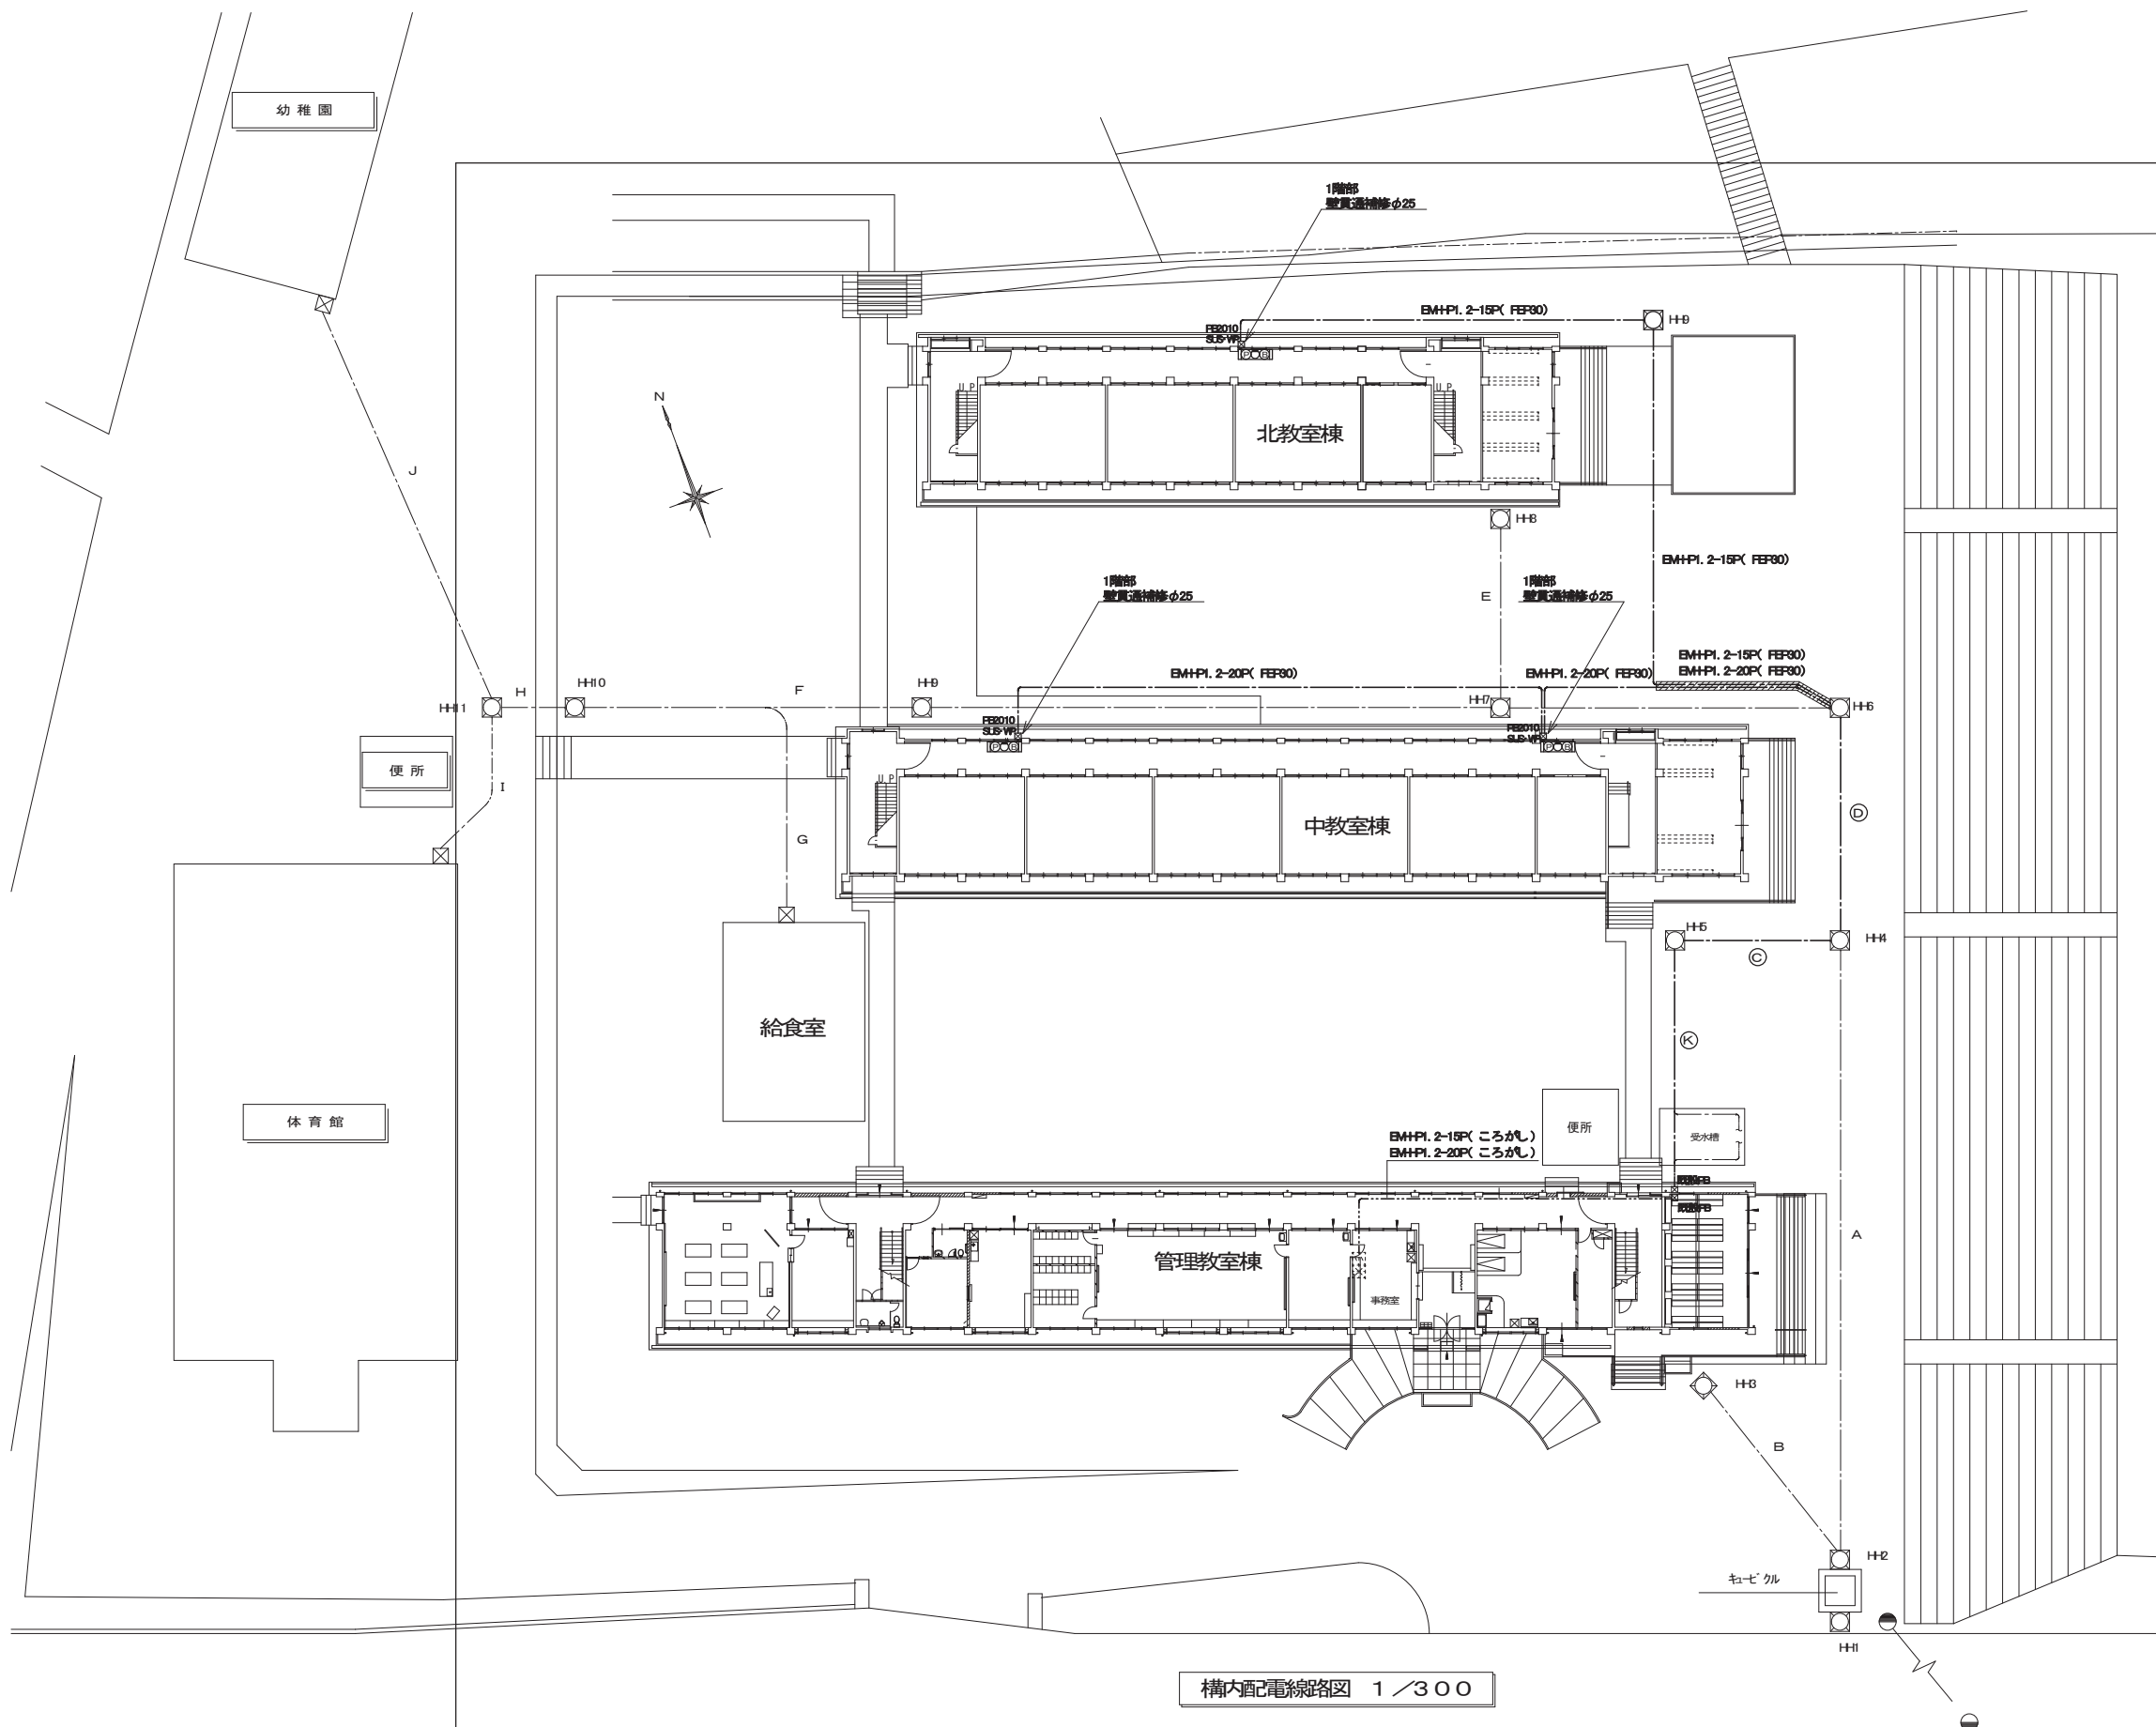 幼稚園
1階部
壁貫通補修φ25
EM-HP1.2-15P( FEP30)
HH9
PB2010
SUS-WP
P B
UP
UP
N
北教室棟
J
HH8
EM-HP1.2-15P( FEP30)
1階部
壁貫通補修φ25
1階部
壁貫通補修φ25
E
EM-HP1.2-15P( FEP30)
EM-HP1.2-20P( FEP30)
EM-HP1.2-20P( FEP30)
EM-HP1.2-20P( FEP30)
H
HH10
F
HH9
HH7
HH6
HH11
PB2010
SUS-WP
P B
PB2010
SUS-WP
P B
便所
I
UP
中教室棟
D
G
HH5
HH4
C
給食室
K
体育館
便所
受水槽
EM-HP1.2-15P( ころがし)
EM-HP1.2-20P( ころがし)
A
管理教室棟
事務室
HH3
B
HH2
キュービクル
HH1
構内配電線路図 1/300